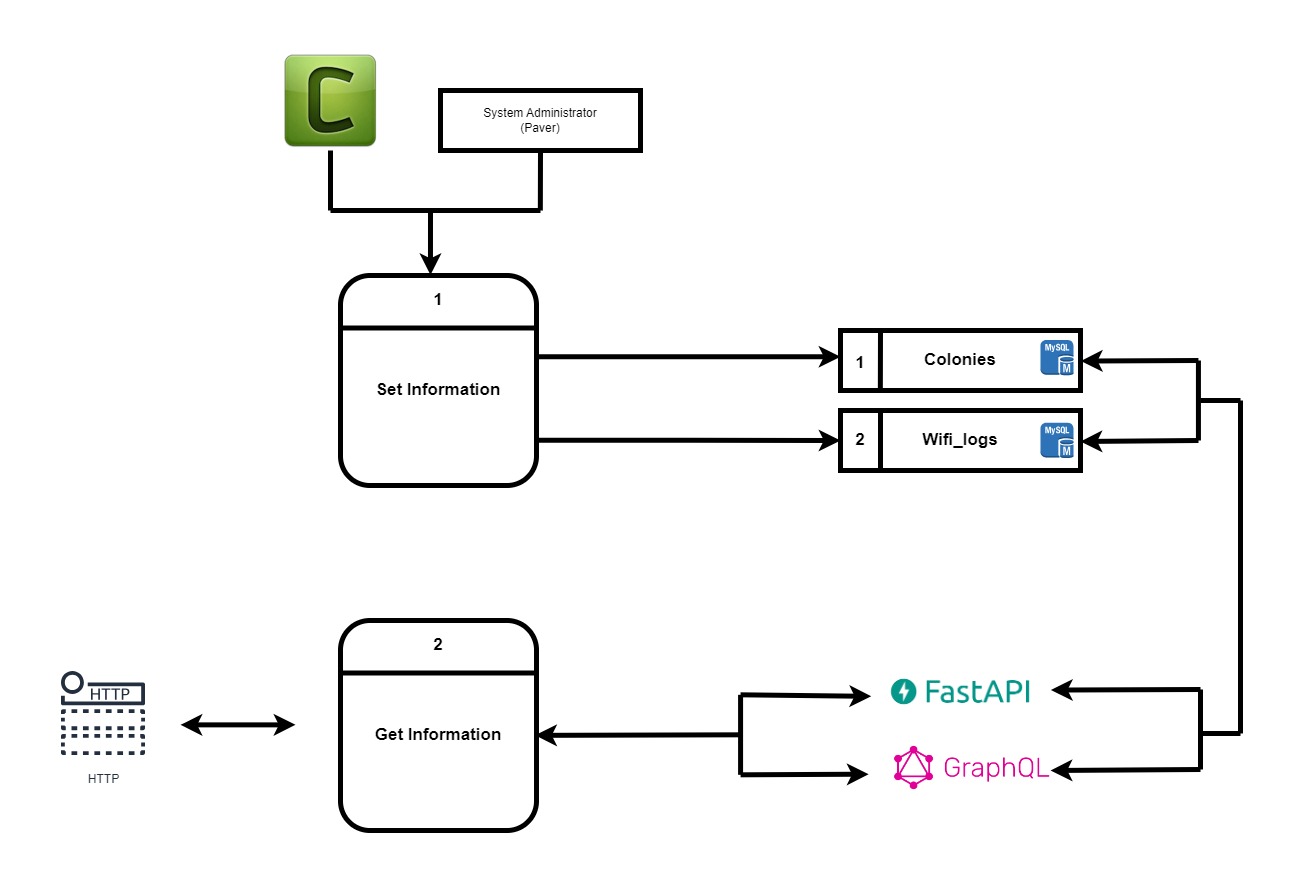 C
System Administrator
(Paver)
1
Set Information
1
Colonies
MySQL
M
2
Wifi_logs
MySQL
M
2
Get Information
HTTP
HTTP
FastAPI
GraphQL